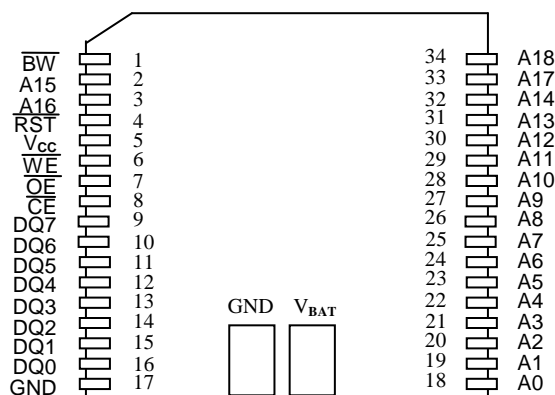 BW 1 34 A18
A15 2 33 A17
A16 3 32 A14
RST 4 31 A13
Vcc 5 30 A12
WE 6 29 A11
OE 7 28 A10
CE 8 27 A9
DQ7 9 26 A8
DQ6 10 25 A7
DQ5 11 24 A6
DQ4 12 23 A5
DQ3 13 22 A4
DQ2 14 21 A3
DQ1 15 20 A2
DQ0 16 19 A1
GND 17 18 A0
GND VBAT